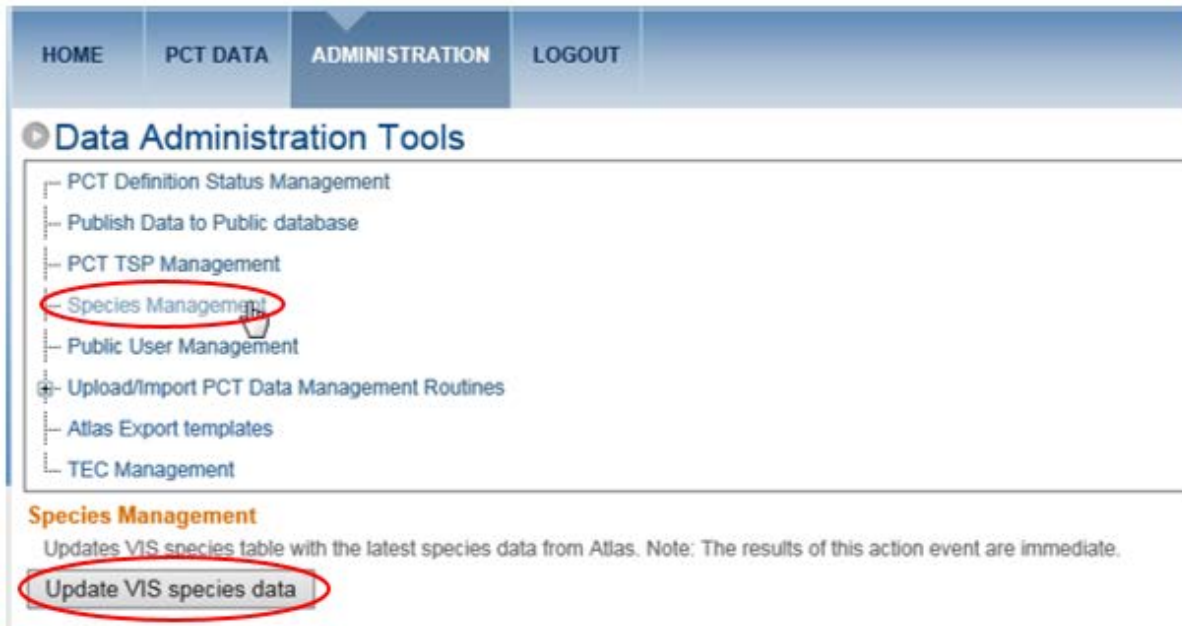 HOME PCT DATA ADMINISTRATION LOGOUT
Data Administration Tools
PCT Definition Status Management
Publish Data to Public database
PCT TSP Management
Species Management
Public User Management
Upload/Import PCT Data Management Routines
Atlas Export templates
TEC Management
Species Management
Updates VIS species table with the latest species data from Atlas. Note: The results of this action event are immediate.
Update VIS species data